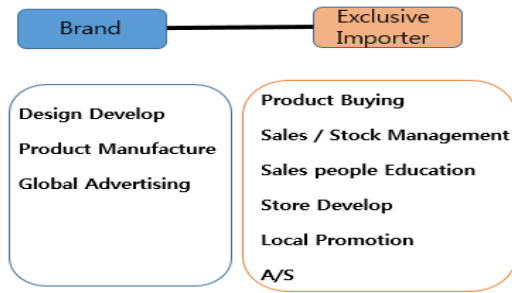 Brand
Exclusive
Importer
Design Develop
Product Manufacture
Global Advertising
Product Buying
Sales / Stock Management
Sales people Education
Store Develop
Local Promotion
A/S